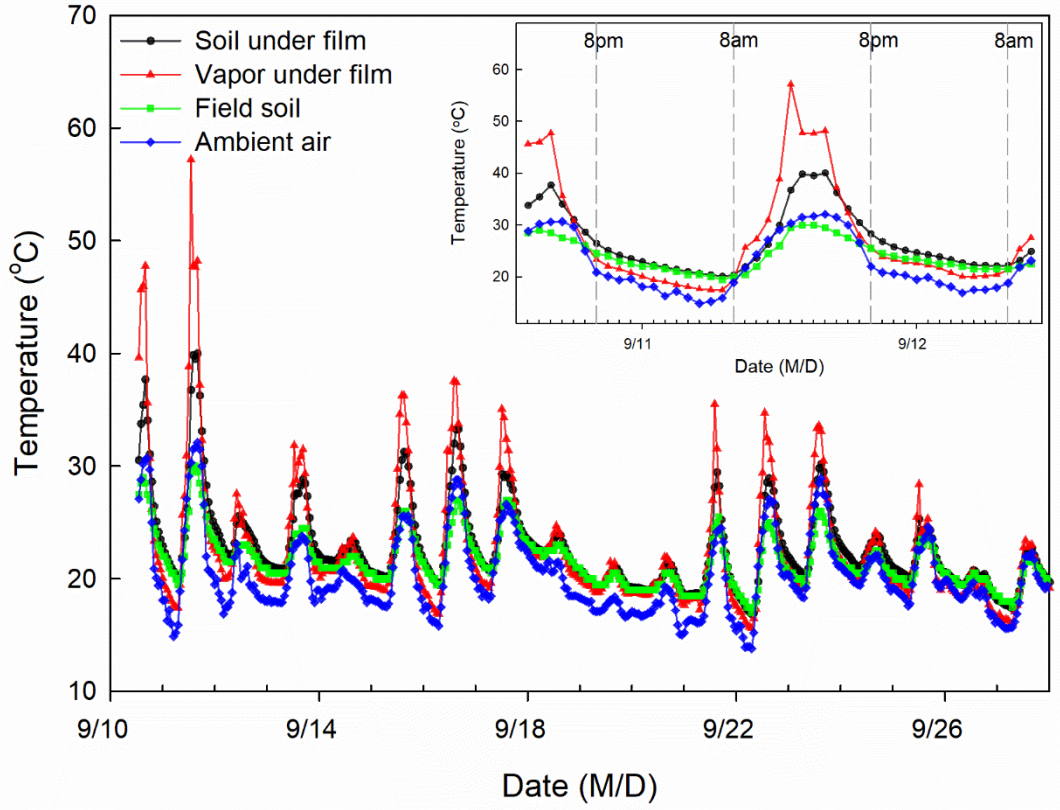 70
60
50
40
30
20
10
Temperature (°C)
Soil under film
Vapor under film
Field soil
Ambient air
8pm
8am
8pm
8am
60
50
40
30
20
Temperature (°C)
9/11
9/12
Date (M/D)
9/10
9/14
9/18
9/22
9/26
Date (M/D)